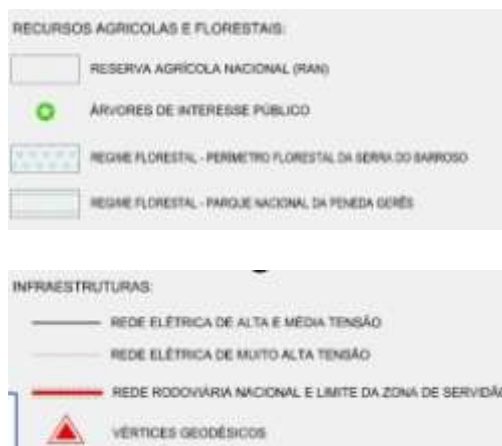 RECURSOS AGRICOLAS E FLORESTAIS:
RESERVA AGRÍCOLA NACIONAL (RAN)
ÁRVORES DE INTERESSE PÚBLICO
REGIME FLORESTAL - PERÍMETRO FLORESTAL DA SERRA DO BARROSO
REGIME FLORESTAL - PARQUE NACIONAL DA PENEDA GERÊS
INFRAESTRUTURAS:
REDE ELÉTRICA DE ALTA E MÉDIA TENSÃO
REDE ELÉTRICA DE MUITO ALTA TENSÃO
REDE RODOVIÁRIA NACIONAL E LIMITE DA ZONA DE SERVIDÃO
VÉRTICES GEODÉSICOS